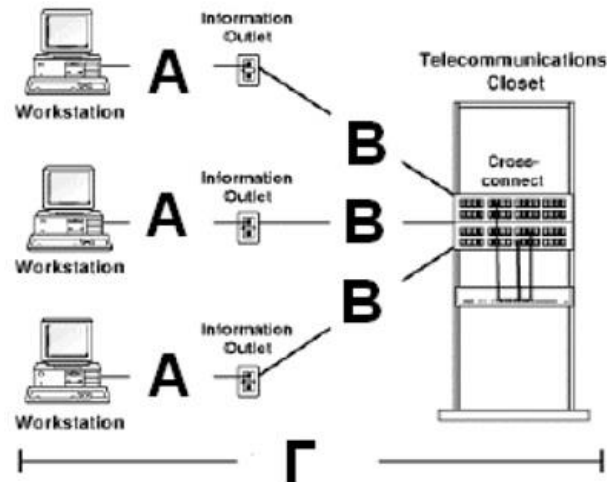 Information
Outlet
Telecommunications
Closet
Α
Workstation
Β
Cross-
connect
Information
Outlet
Α
Β
Workstation
Β
Information
Outlet
Α
Workstation
Γ